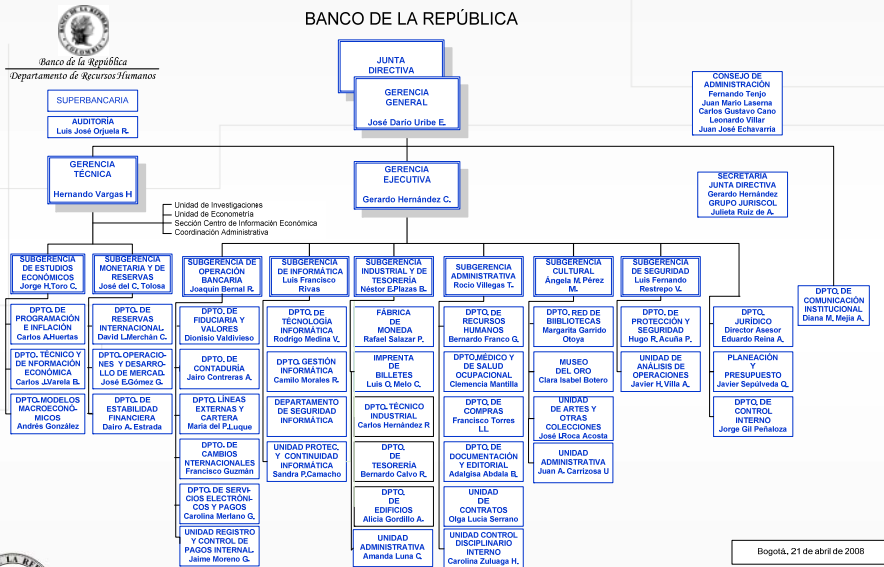 BANCO DE LA REPÚBLICA
BANCO DE LA REPUBLICA
COLOMBIA
Banco de la República
Departamento de Recursos Humanos
SUPERBANCARIA
AUDITORÍA
Luis José Orjuela R.
JUNTA
DIRECTIVA
GERENCIA
GENERAL
José Darío Uribe E.
CONSEJO DE
ADMINISTRACIÓN
Fernando Tenjo
Juan Mario Laserna
Carlos Gustavo Cano
Leonardo Villar
Juan José Echavarria
GERENCIA
TÉCNICA
Hernando Vargas H
GERENCIA
EJECUTIVA
Gerardo Hernández C.
SECRETARIA
JUNTA DIRECTIVA
Gerardo Hernández
GRUPO JURISCOL
Julieta Ruiz de A.
Unidad de Investigaciones
Unidad de Econometría
Sección Centro de Información Económica
Coordinación Administrativa
SUBGERENCIA
DE ESTUDIOS
ECONÓMICOS
Jorge H.Toro C.
SUBGERENCIA
MONETARIA Y DE
RESERVAS
José del C. Tolosa
SUBGERENCIA DE
OPERACIÓN
BANCARIA
Joaquín Bernal R.
SUBGERENCIA
DE INFORMÁTICA
Luis Francisco
Rivas
SUBGERENCIA
INDUSTRIAL Y DE
TESORERÍA
Néstor E.Plazas B.
SUBGERENCIA
ADMINISTRATIVA
Rocio Villegas T.
SUBGERENCIA
CULTURAL
Ángela M. Pérez
M.
SUBGERENCIA
DE SEGURIDAD
Luis Fernando
Restrepo V.
DPTO. DE
COMUNICACIÓN
INSTITUCIONAL
Diana M. Mejia A.
DPTO. DE
PROGRAMACIÓN
E INFLACIÓN
Carlos A.Huertas
DPTO. TÉCNICO Y
DE NFORMACIÓN
ECONÓMICA
Carlos J.Varela B.
DPTO.MODELOS
MACROECONÓ-
MICOS
Andrés González
DPTO. DE
RESERVAS
INTERNACIONAL.
David L.Merchán C.
DPTO. OPERACIO-
NES Y DESARRO-
LLO DE MERCAD.
José E.Gómez G.
DPTO. DE
ESTABILIDAD
FINANCIERA
Dairo A. Estrada
DPTO. DE
FIDUCIARIA Y
VALORES
Dionisio Valdivieso
DPTO. DE
CONTADURÍA
Jairo Contreras A.
DPTO. LÍNEAS
EXTERNAS Y
CARTERA
Maria del P.Luque
DPTO. DE
CAMBIOS
NTERNACIONALES
Francisco Guzmán
DPTO. DE SERVI-
CIOS ELECTRÓNI-
COS Y PAGOS
Carolina Merlano G.
UNIDAD REGISTRO
Y CONTROL DE
PAGOS INTERNAL.
Jaime Moreno G.
DPTO. DE
TÉCNOLOGÍA
INFORMÁTICA
Rodrigo Medina V.
DPTO. GESTIÓN
INFORMÁTICA
Camilo Morales R.
DEPARTAMENTO
DE SEGURIDAD
INFORMÁTICA
UNIDAD PROTEC.
Y CONTINUIDAD
INFORMÁTICA
Sandra P.Camacho
FÁBRICA
DE
MONEDA
Rafael Salazar P.
IMPRENTA
DE
BILLETES
Luis O. Melo C.
DPTO. TÉCNICO
INDUSTRIAL
Carlos Hernández R
DPTO.
DE
TESORERÍA
Bernardo Calvo R.
DPTO.
DE
EDIFICIOS
Alicia Gordillo A.
UNIDAD
ADMINISTRATIVA
Amanda Luna C.
DPTO. DE
RECURSOS
HUMANOS
Bernardo Franco G.
DPTO.MÉDICO Y
DE SALUD
OCUPACIONAL
Clemencia Mantilla
DPTO. DE
COMPRAS
Francisco Torres
LL
DPTO. DE
DOCUMENTACIÓN
Y EDITORIAL
Adalgisa Abdala B.
UNIDAD
DE
CONTRATOS
Olga Lucia Serrano
UNIDAD CONTROL
DISCIPLINARIO
INTERNO
Carolina Zuluaga H.
DPTO. RED DE
BIIBLIOTECAS
Margarita Garrido
Otoya
MUSEO
DEL ORO
Clara Isabel Botero
UNIDAD
DE ARTES Y
OTRAS
COLECCIONES
José I.Roca Acosta
UNIDAD
ADMINISTRATIVA
Juan A. Carrizosa U
DPTO. DE
PROTECCIÓN Y
SEGURIDAD
Hugo R. Acuña P.
UNIDAD DE
ANÁLISIS DE
OPERACIONES
Javier H. Villa A.
DPTO.
JURÍDICO
Director Asesor
Eduardo Reina A.
PLANEACIÓN
Y
PRESUPUESTO
Javier Sepúlveda Q.
DPTO. DE
CONTROL
INTERNO
Jorge Gil Peñaloza
Bogotá, 21 de abril de 2008